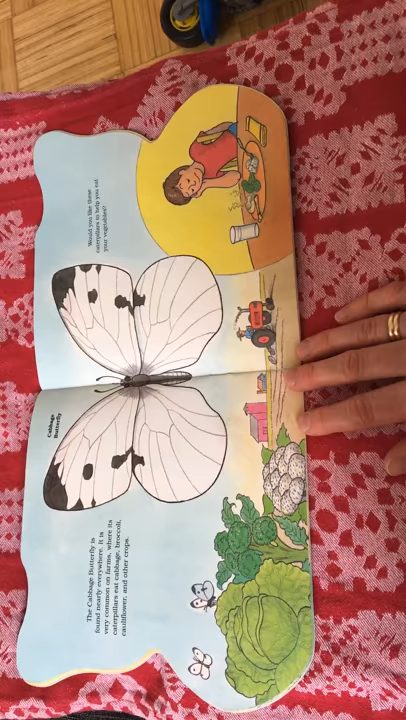 The Cabbage Butterfly is
found nearly everywhere. It is
very common on farms, where its
caterpillars eat cabbage, broccoli,
cauliflower, and other crops.
Cabbage
Butterfly
Would you like these
caterpillars to help you eat
your vegetables?